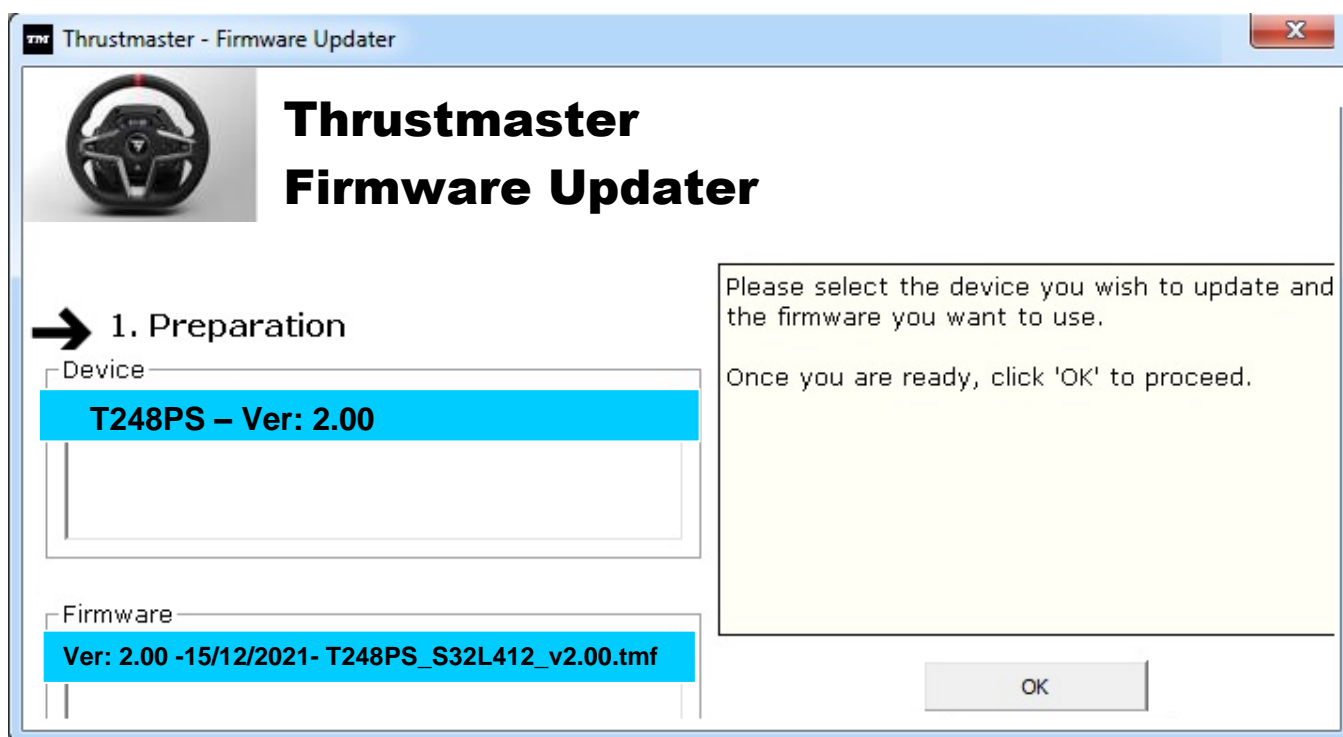 TM Thrustmaster - Firmware Updater
X
Thrustmaster
Firmware Updater
➔ 1. Preparation
Device
T248PS – Ver: 2.00
Firmware
Ver: 2.00 -15/12/2021- T248PS_S32L412_v2.00.tmf
Please select the device you wish to update and
the firmware you want to use.
Once you are ready, click 'OK' to proceed.
OK